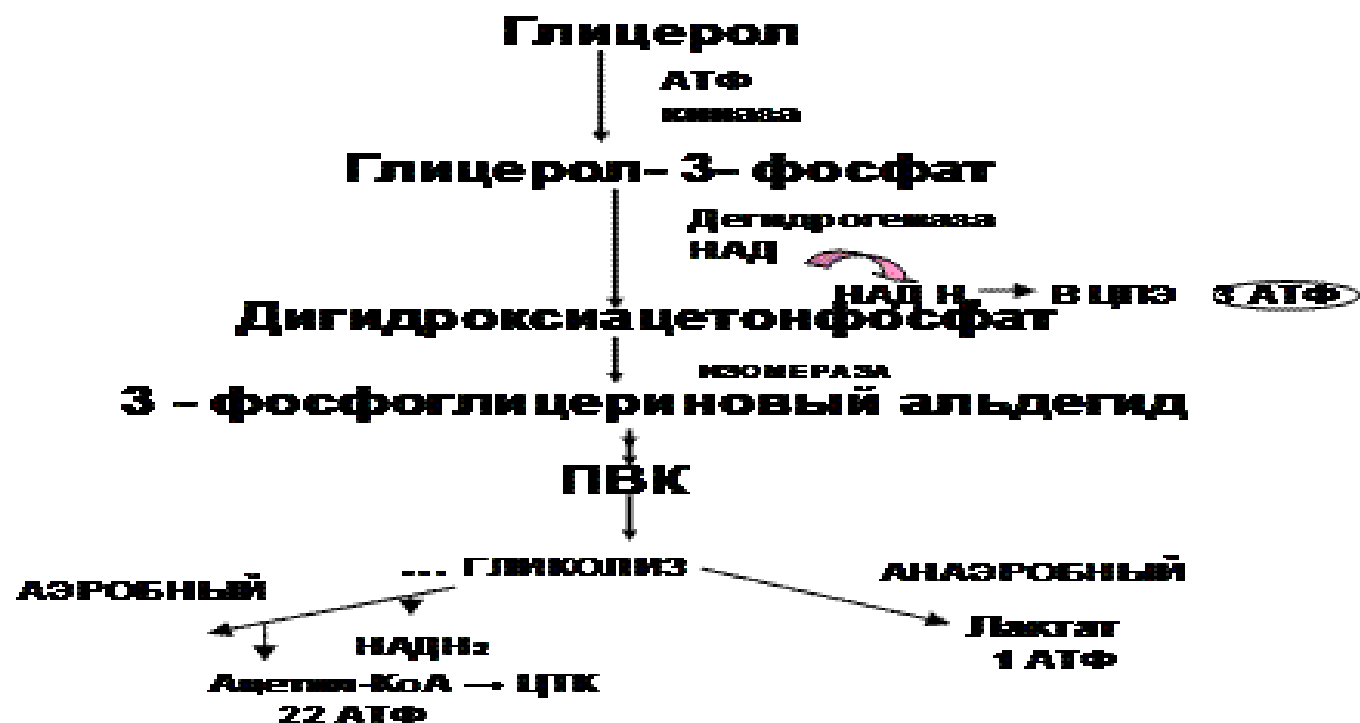 Глицерол
АТФ
киназа
Глицерол– 3– фосфат
Дегидрогеназа
НАД
НАД Н₂ → В ЦПЭ 3 АТФ
Дигидроксиацетонфосфат
ИЗОМЕРАЗА
3 – фосфоглицериновый альдегид
ПВК
... ГЛИКОЛИЗ
АЭРОБНЫЙ
АНАЭРОБНЫЙ
Лактат
1 АТФ
НАДН₂
Ацетил-КоА → ЦТК
22 АТФ